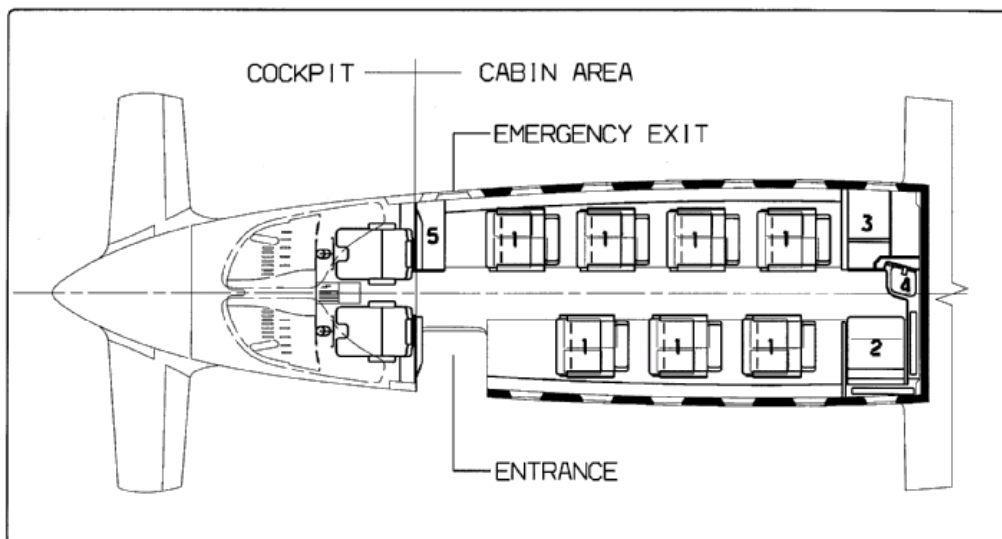 COCKPIT
CABIN AREA
EMERGENCY EXIT
5
1 1 1 1
3
4
1 1 1
2
ENTRANCE